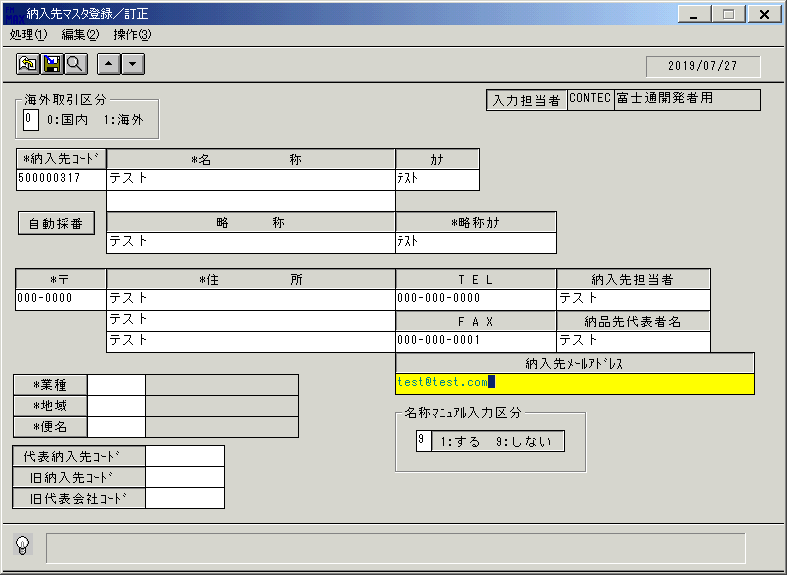 納入先マスタ登録／訂正
処理(1) 編集(2) 操作(3)
2019/07/27
海外取引区分
0 0:国内 1:海外
入力担当者 CONTEC 富士通開発者用
*納入先ｺｰﾄﾞ *名 称 ｶﾅ
500000317 テスト ﾃｽﾄ
自動採番 略 称 *略称ｶﾅ
テスト ﾃｽﾄ
*〒 *住 所 ＴＥＬ 納入先担当者
000-0000 テスト 000-000-0000 テスト
テスト ＦＡＸ 納品先代表者名
テスト 000-000-0001 テスト
納入先ﾒｰﾙｱﾄﾞﾚｽ
test@test.com
*業種
*地域
*便名
名称ﾏﾆｭｱﾙ入力区分
9 1:する 9:しない
代表納入先ｺｰﾄﾞ
旧納入先ｺｰﾄﾞ
旧代表会社ｺｰﾄﾞ